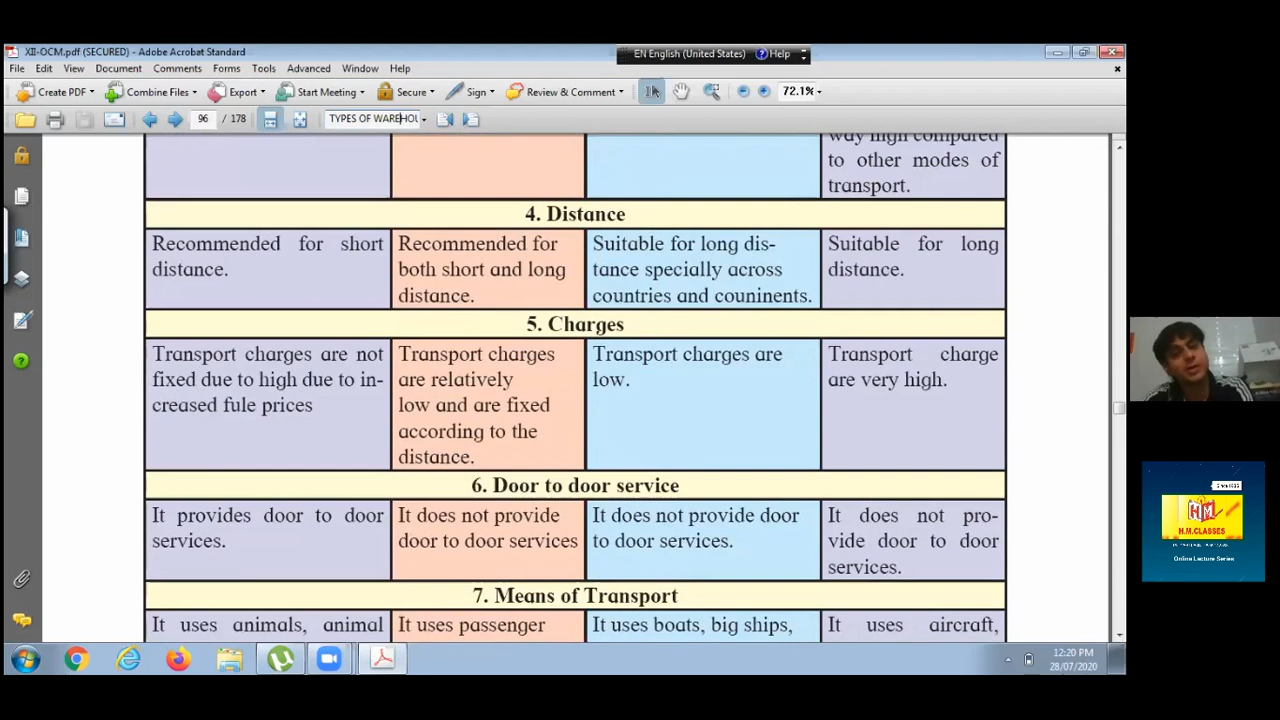 XII-OCM.pdf (SECURED) - Adobe Acrobat Standard
EN English (United States) ? Help
File Edit View Document Comments Forms Tools Advanced Window Help
Create PDF Combine Files Export Start Meeting Secure Sign Review & Comment 72.1%
96 / 178 TYPES OF WAREHOU
way high compared
to other modes of
transport.
4. Distance
Recommended for short
distance.
Recommended for
both short and long
distance.
Suitable for long dis-
tance specially across
countries and couninents.
Suitable for long
distance.
5. Charges
Transport charges are not
fixed due to high due to in-
creased fule prices
Transport charges
are relatively
low and are fixed
according to the
distance.
Transport charges are
low.
Transport charge
are very high.
6. Door to door service
It provides door to door
services.
It does not provide
door to door services
It does not provide door
to door services.
It does not pro-
vide door to door
services.
7. Means of Transport
It uses animals, animal
It uses passenger
It uses boats, big ships,
It uses aircraft,
HM
H.M.CLASSES
Online Lecture Series
12:20 PM
28/07/2020